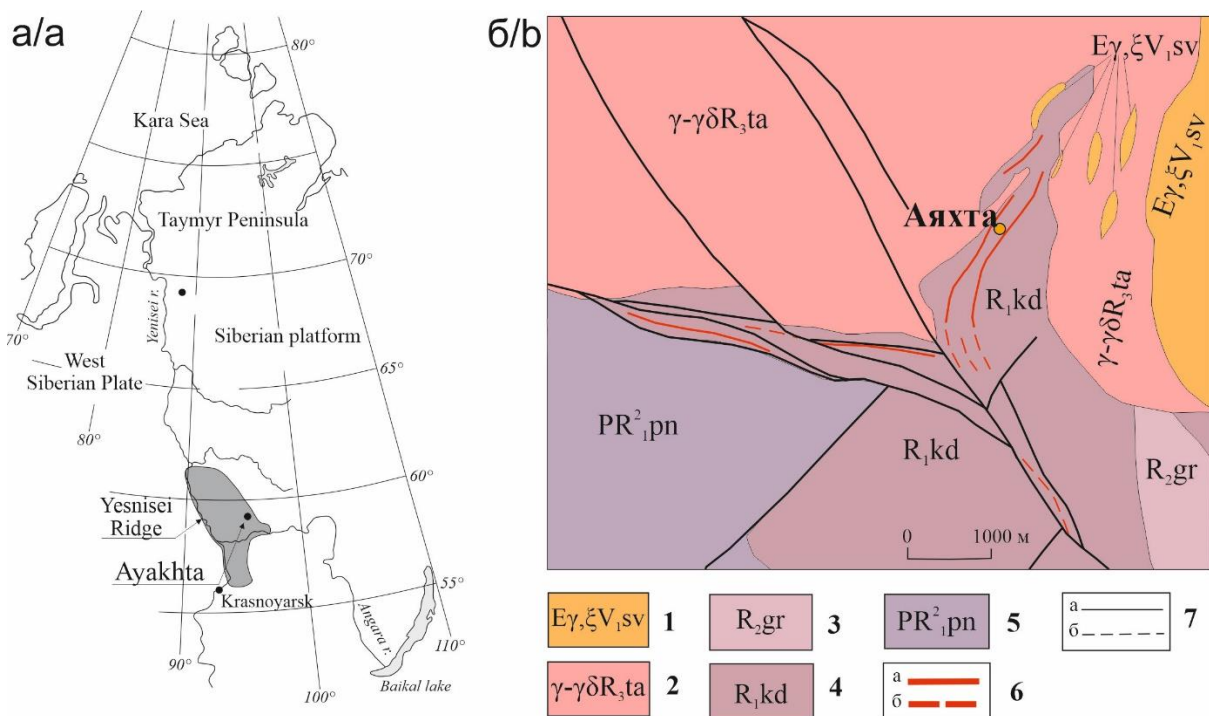 а/a
80°
Kara Sea
Taymyr Peninsula
70°
Yenisei r.
70°
Siberian platform
West
Siberian Plate
65°
80°
60°
Yesnisei
Ridge
Ayakhta
Krasnoyarsk
55°
Angara r.
110°
90°
Baikal lake
100°
б/b
Eγ,ξV₁sv
γ-γδR₃ta
Eγ,ξV₁sv
Аяхта
R₁kd
γ-γδR₃ta
PR²₁pn
R₁kd
R₂gr
0 1000 м
Eγ,ξV₁sv 1
R₂gr 3
PR²₁pn 5
а
б
7
γ-γδR₃ta 2
R₁kd 4
а
б
6